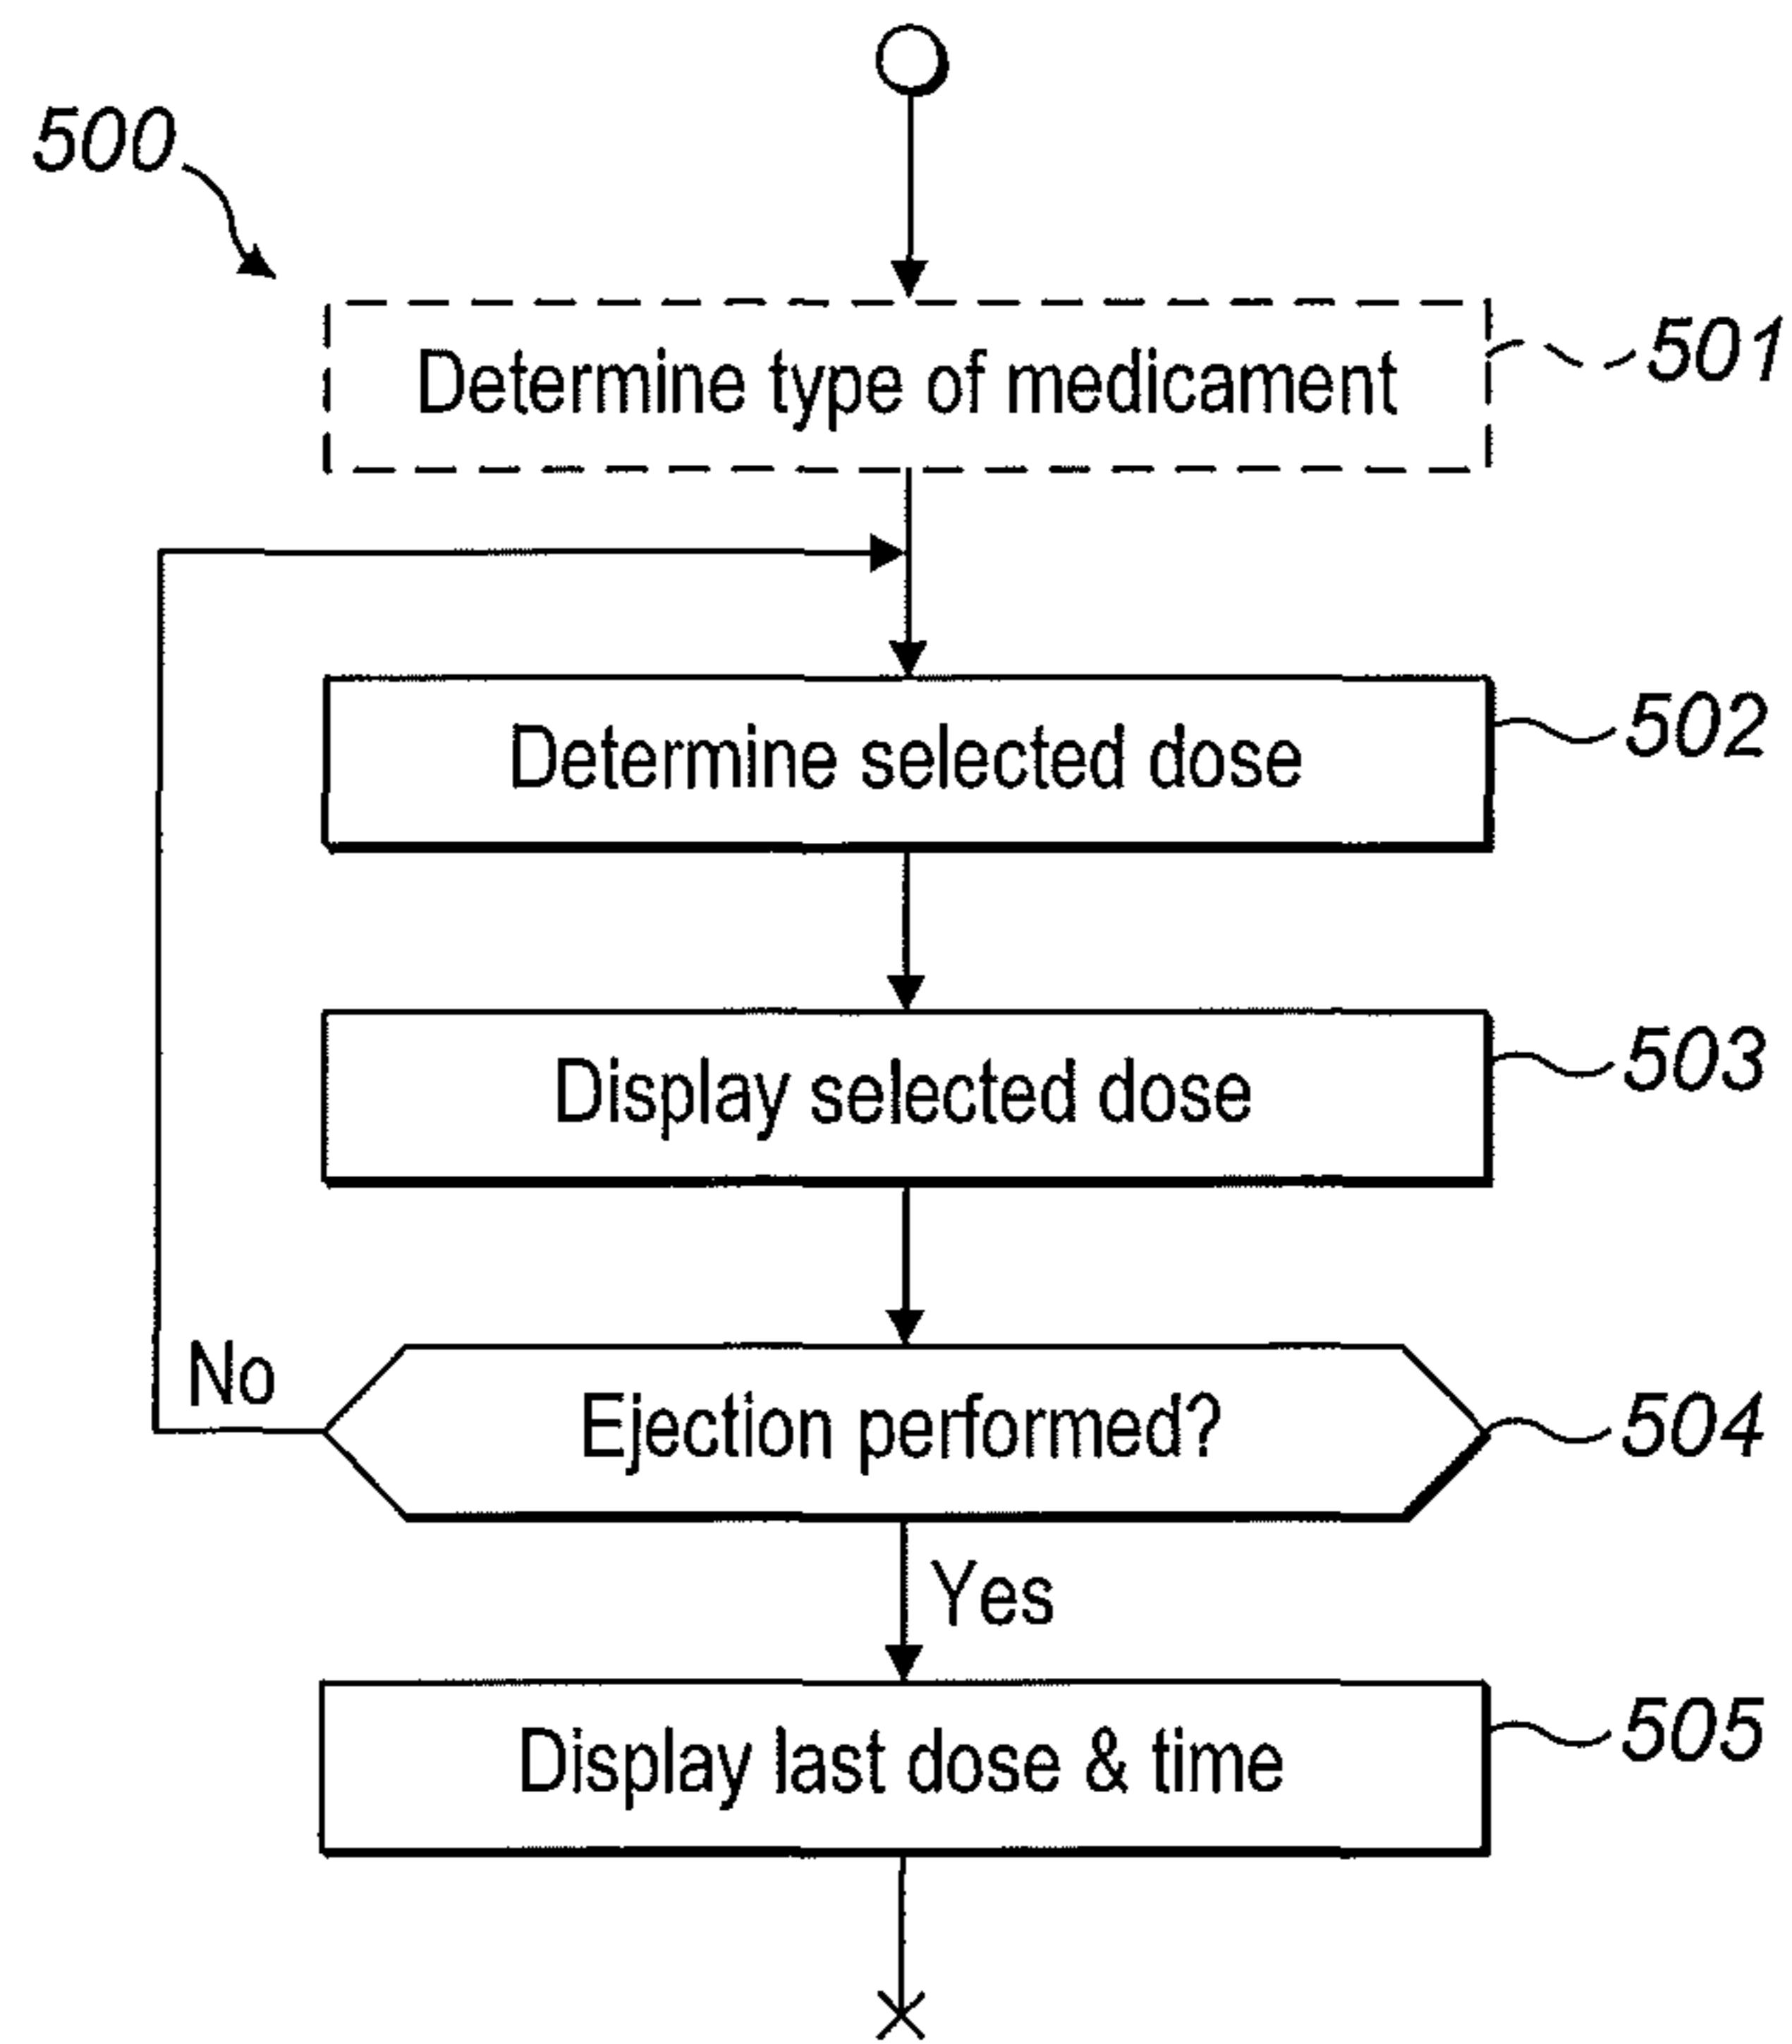 500
Determine type of medicament 501
Determine selected dose 502
Display selected dose 503
No
Ejection performed? 504
Yes
Display last dose & time 505